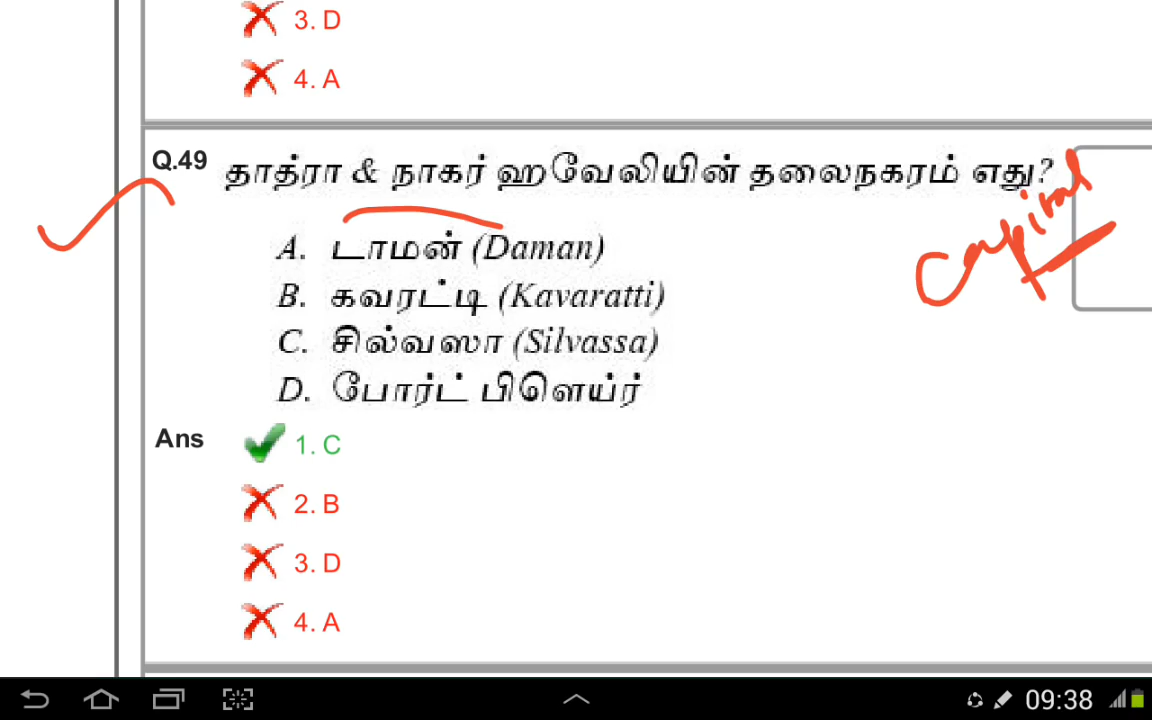 3. D
4. A
Q.49 தாத்ரா & நாகர் ஹவேலியின் தலைநகரம் எது?
Capital
A. டாமன் (Daman)
B. கவரட்டி (Kavaratti)
C. சில்வஸா (Silvassa)
D. போர்ட் பிளெய்ர்
Ans 1. C
2. B
3. D
4. A
09:38